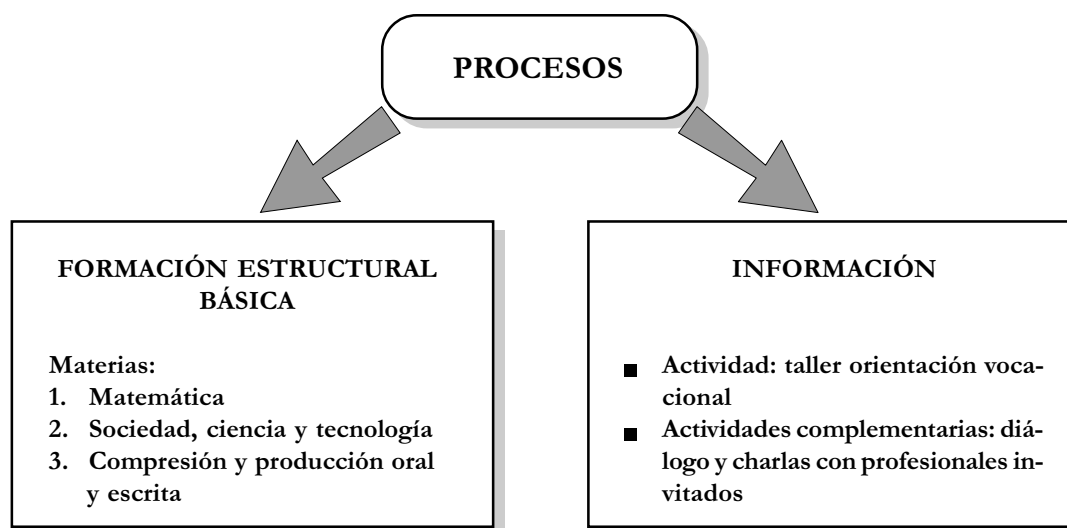 PROCESOS
FORMACIÓN ESTRUCTURAL
BÁSICA
Materias:
1. Matemática
2. Sociedad, ciencia y tecnología
3. Compresión y producción oral
y escrita
INFORMACIÓN
■ Actividad: taller orientación voca-
cional
■ Actividades complementarias: diá-
logo y charlas con profesionales in-
vitados